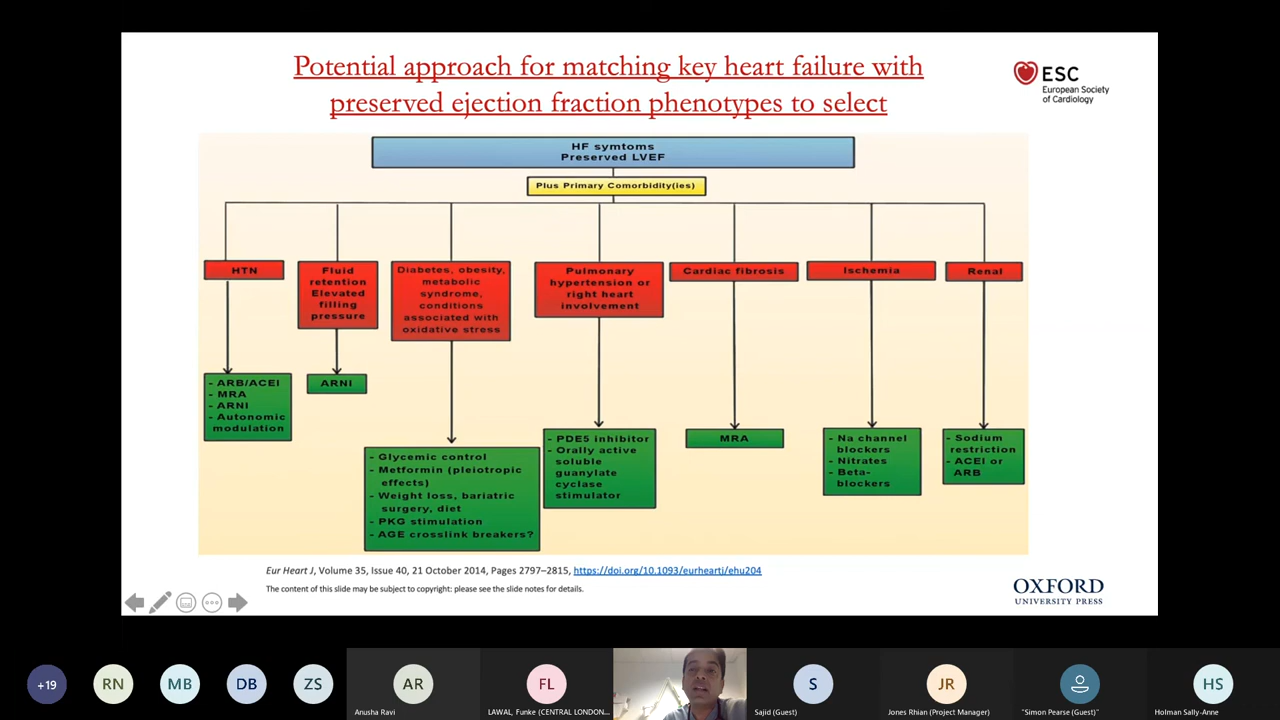 Potential approach for matching key heart failure with
preserved ejection fraction phenotypes to select
ESC
European Society
of Cardiology
HF symtoms
Preserved LVEF
Plus Primary Comorbidity(ies)
HTN
Fluid
retention
Elevated
filling
pressure
Diabetes, obesity,
metabolic
syndrome,
conditions
associated with
oxidative stress
Pulmonary
hypertension or
right heart
involvement
Cardiac fibrosis
Ischemia
Renal
- ARB/ACEI
- MRA
- ARNI
- Autonomic
modulation
ARNI
- Glycemic control
- Metformin (pleiotropic
effects)
- Weight loss, bariatric
surgery, diet
- PKG stimulation
- AGE crosslink breakers?
- PDE5 inhibitor
- Orally active
soluble
guanylate
cyclase
stimulator
MRA
- Na channel
blockers
- Nitrates
- Beta-
blockers
- Sodium
restriction
- ACEI or
ARB
Eur Heart J, Volume 35, Issue 40, 21 October 2014, Pages 2797–2815, https://doi.org/10.1093/eurheartj/ehu204
The content of this slide may be subject to copyright: please see the slide notes for details.
OXFORD
UNIVERSITY PRESS
+19
RN
MB
DB
ZS
AR
Anusha Ravi
FL
LAWAL, Funke (CENTRAL LONDON...
S
Sajid (Guest)
JR
Jones Rhian (Project Manager)
"Simon Pearse (Guest)"
HS
Holman Sally-Anne